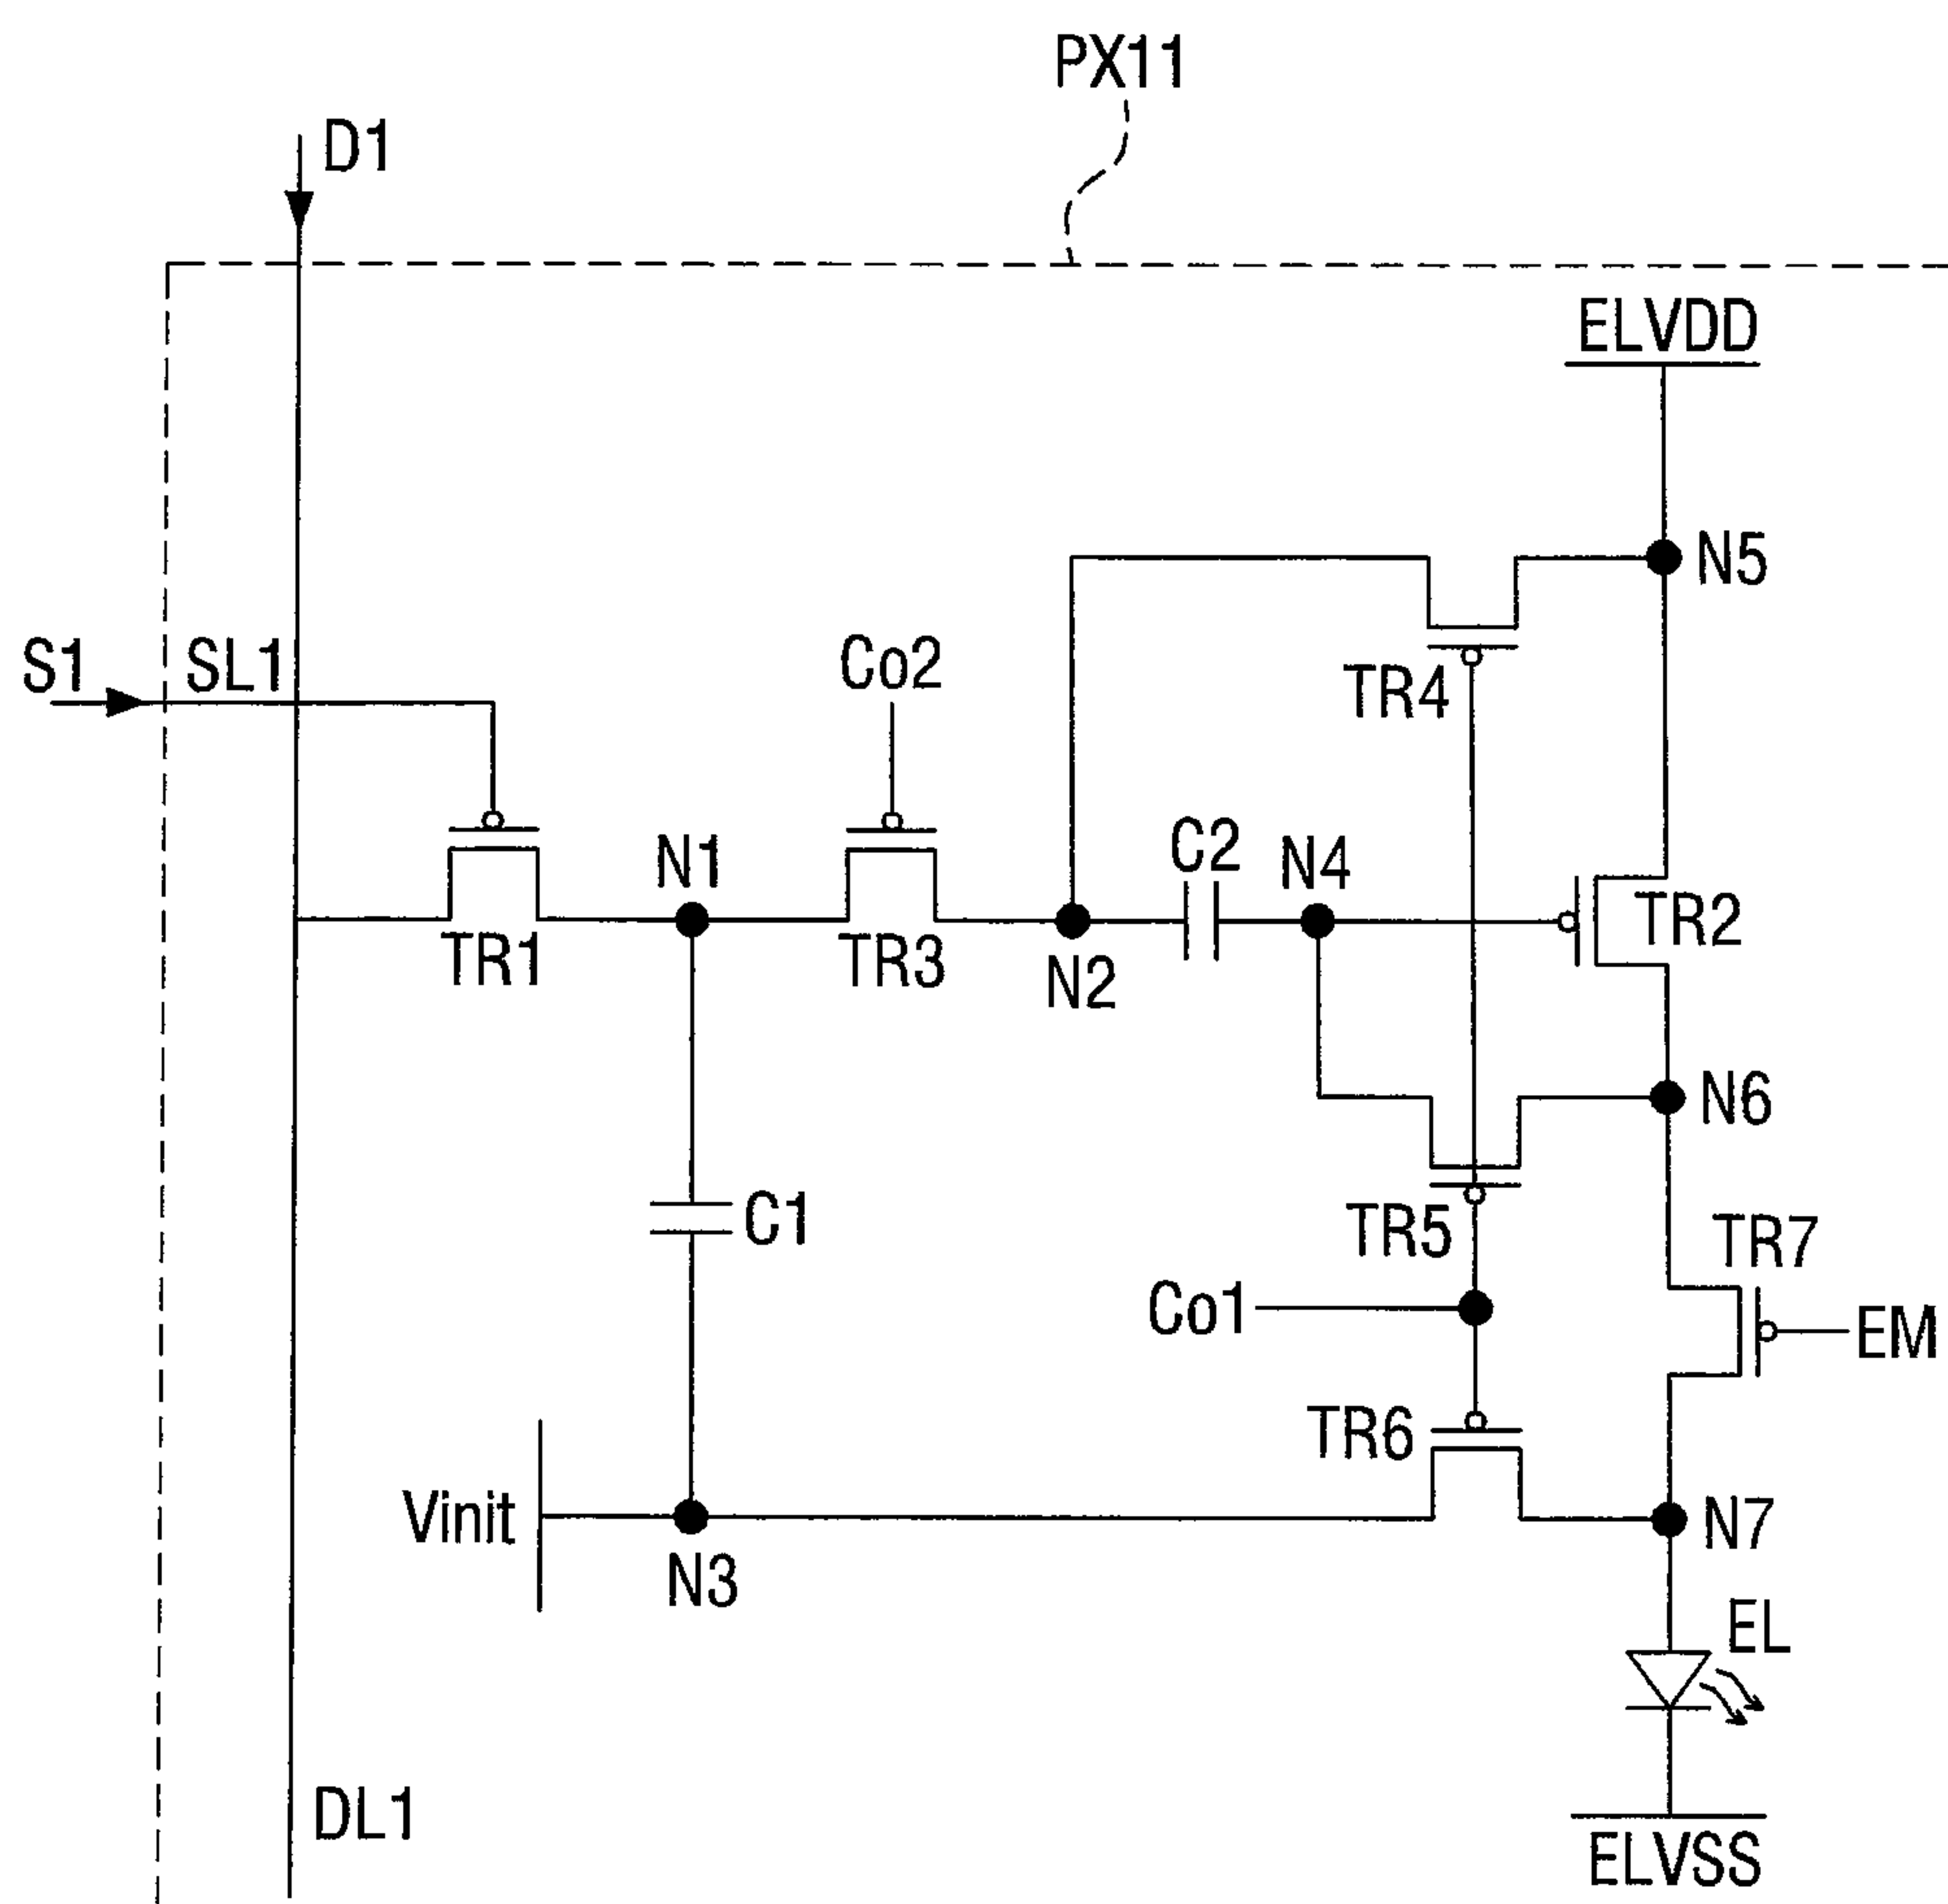 PX11
D1
ELVDD
N5
S1
SL1
Co2
TR4
N1
C2
N4
TR2
TR1
TR3
N2
N6
C1
TR5
TR7
Co1
EM
TR6
Vinit
N7
N3
EL
DL1
ELVSS